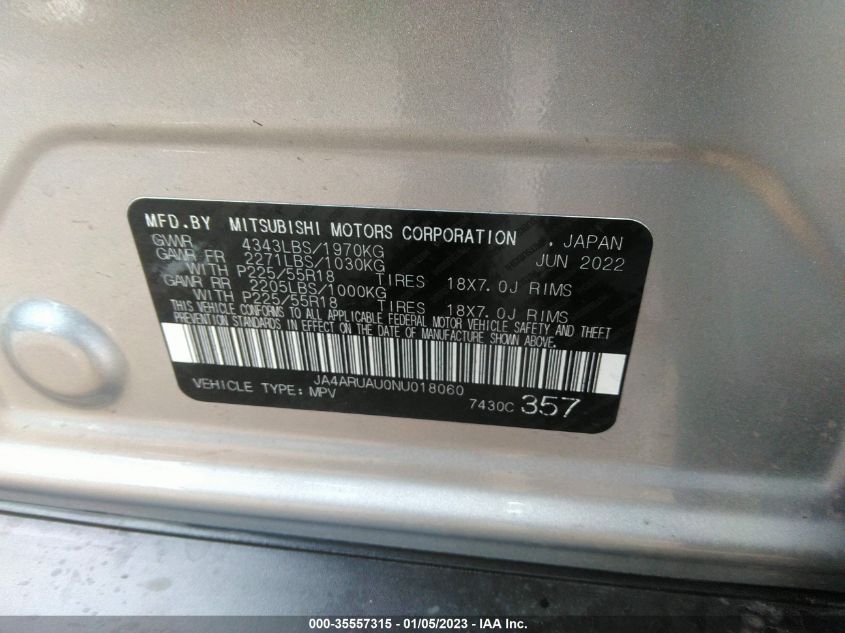 MFD.BY MITSUBISHI MOTORS CORPORATION , JAPAN
GVWR 4343LBS/1970KG JUN 2022
GAWR FR 2271LBS/1030KG
WITH P225/55R18 TIRES 18X7.0J RIMS
GAWR RR 2205LBS/1000KG
WITH P225/55R18 TIRES 18X7.0J RIMS
THIS VEHICLE CONFORMS TO ALL APPLICABLE FEDERAL MOTOR VEHICLE SAFETY AND THEFT
PREVENTION STANDARDS IN EFFECT ON THE DATE OF MANUFACTURE SHOWN ABOVE.
JA4ARUAU0NU018060
VEHICLE TYPE:MPV 7430C 357
000-35557315 - 01/05/2023 - IAA Inc.